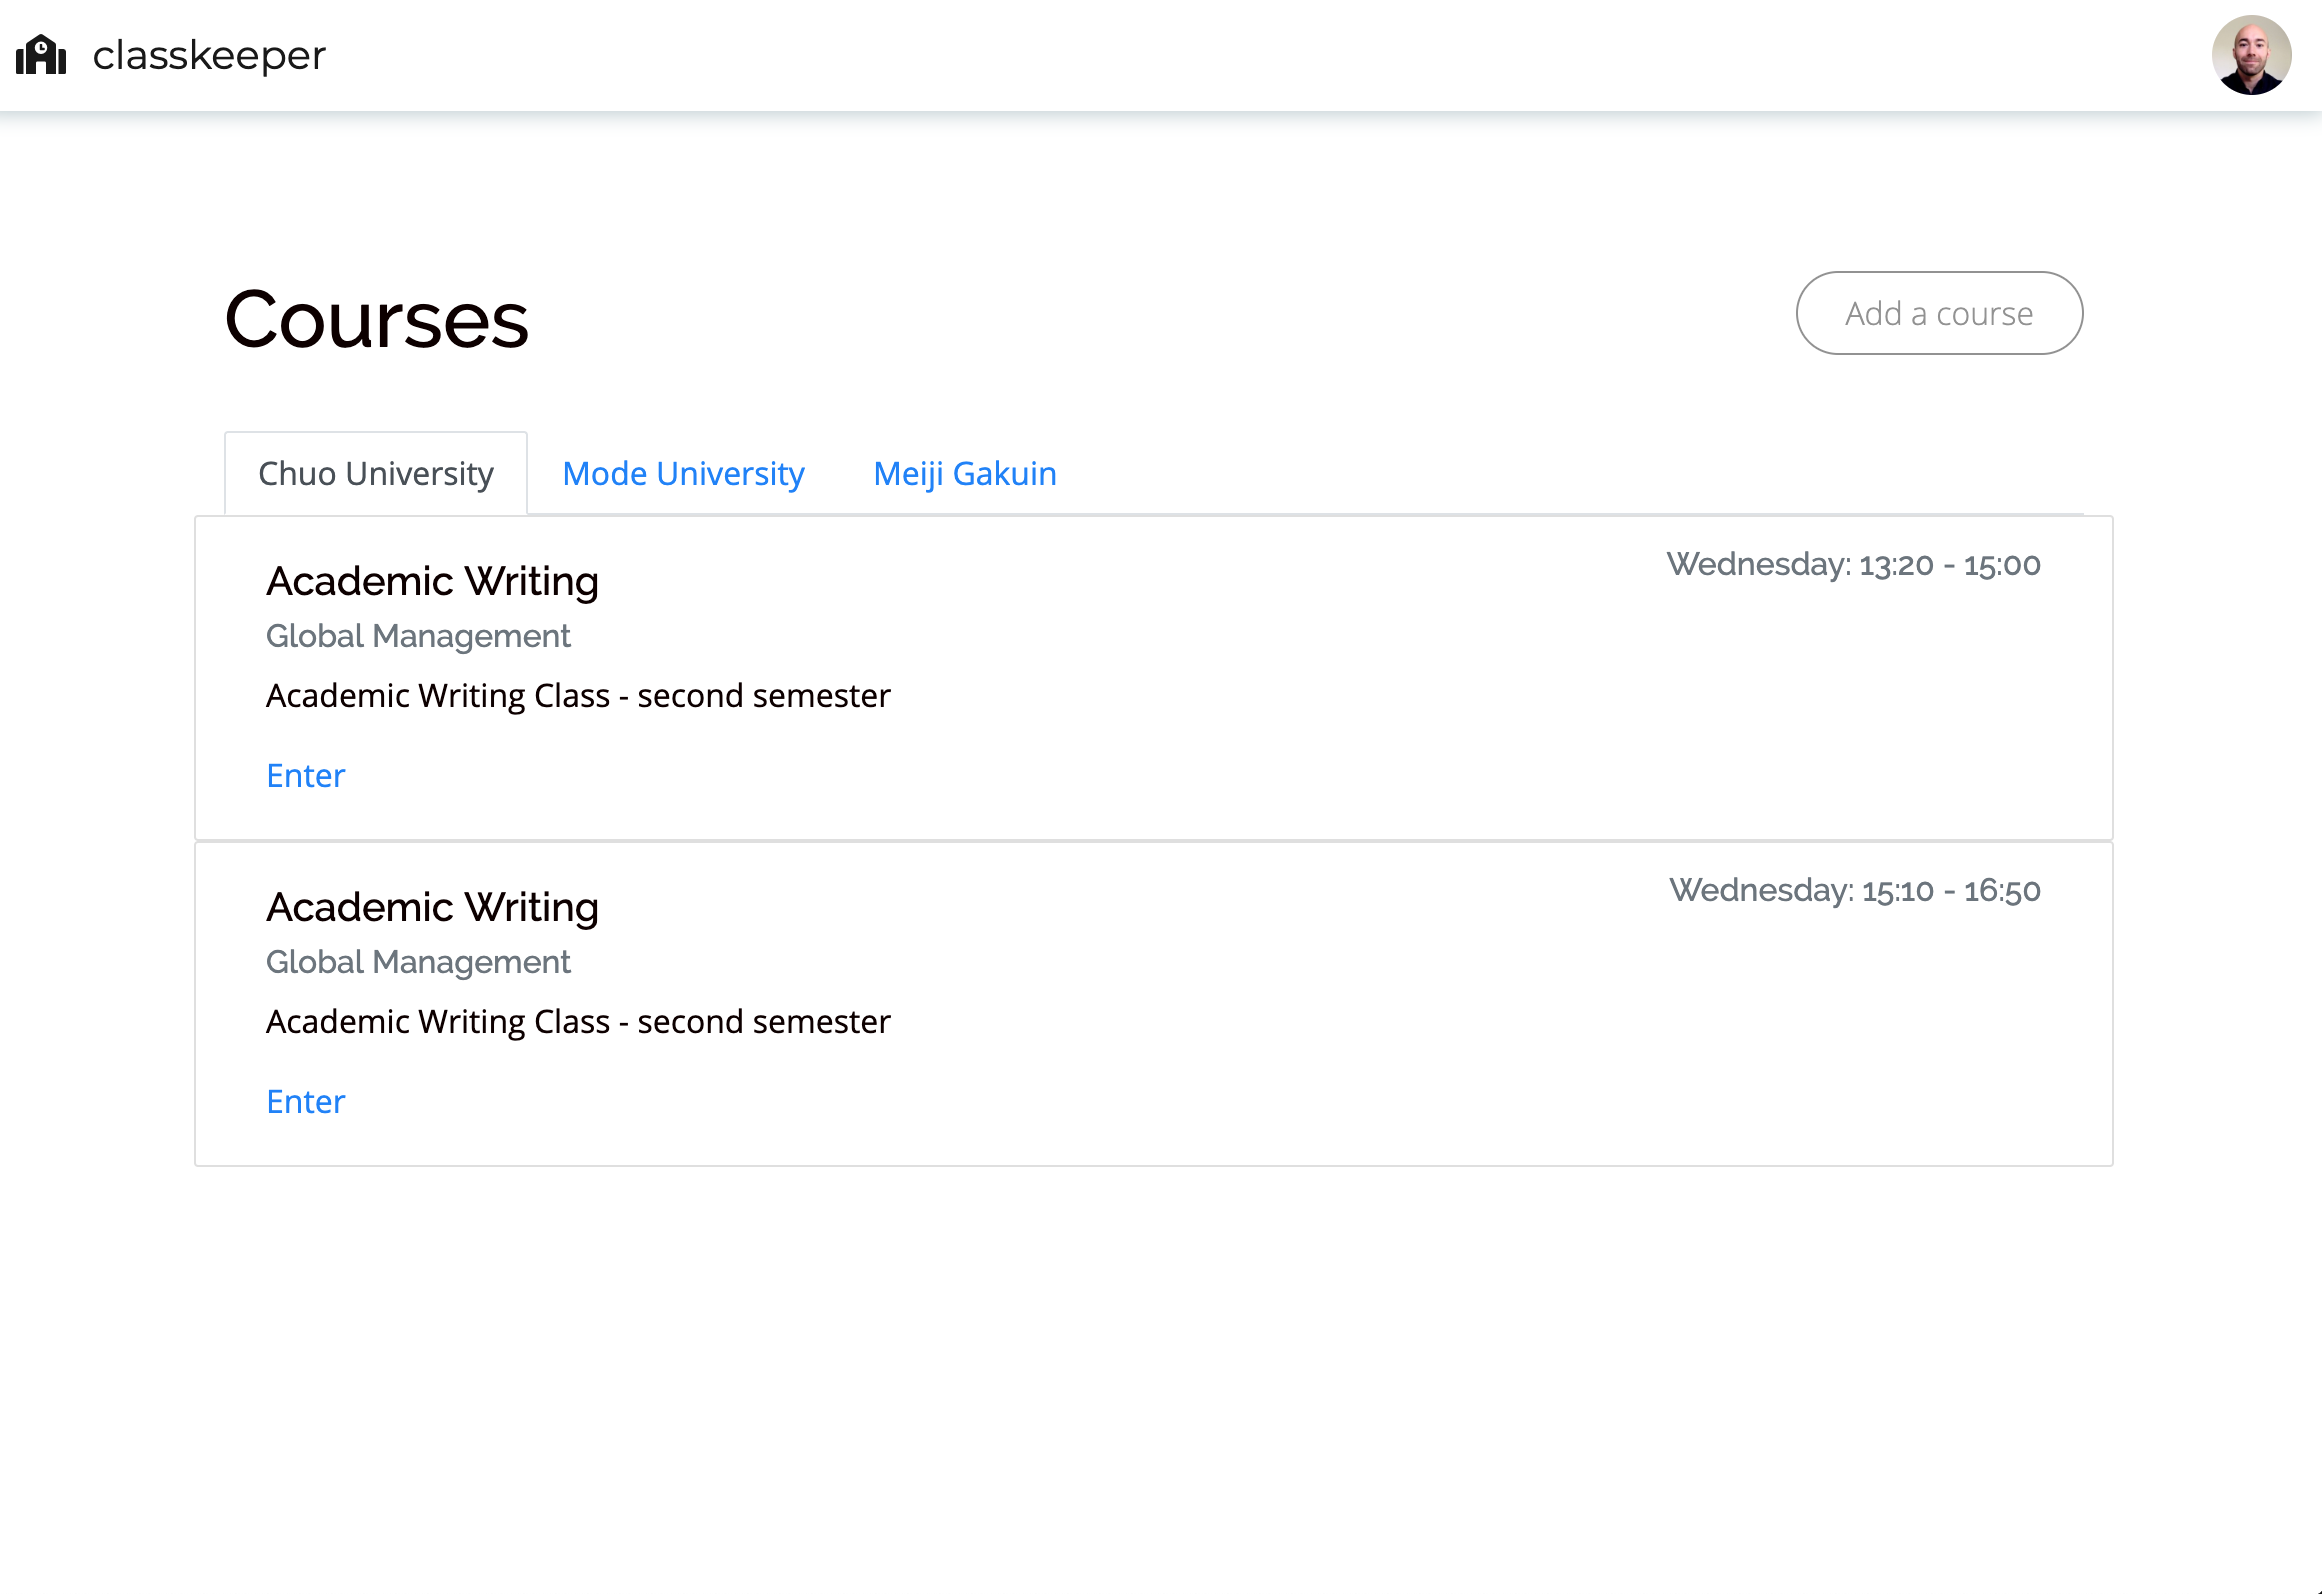 classkeeper
Courses
Add a course
Chuo University
Mode University
Meiji Gakuin
Academic Writing
Wednesday: 13:20 - 15:00
Global Management
Academic Writing Class - second semester
Enter
Academic Writing
Wednesday: 15:10 - 16:50
Global Management
Academic Writing Class - second semester
Enter